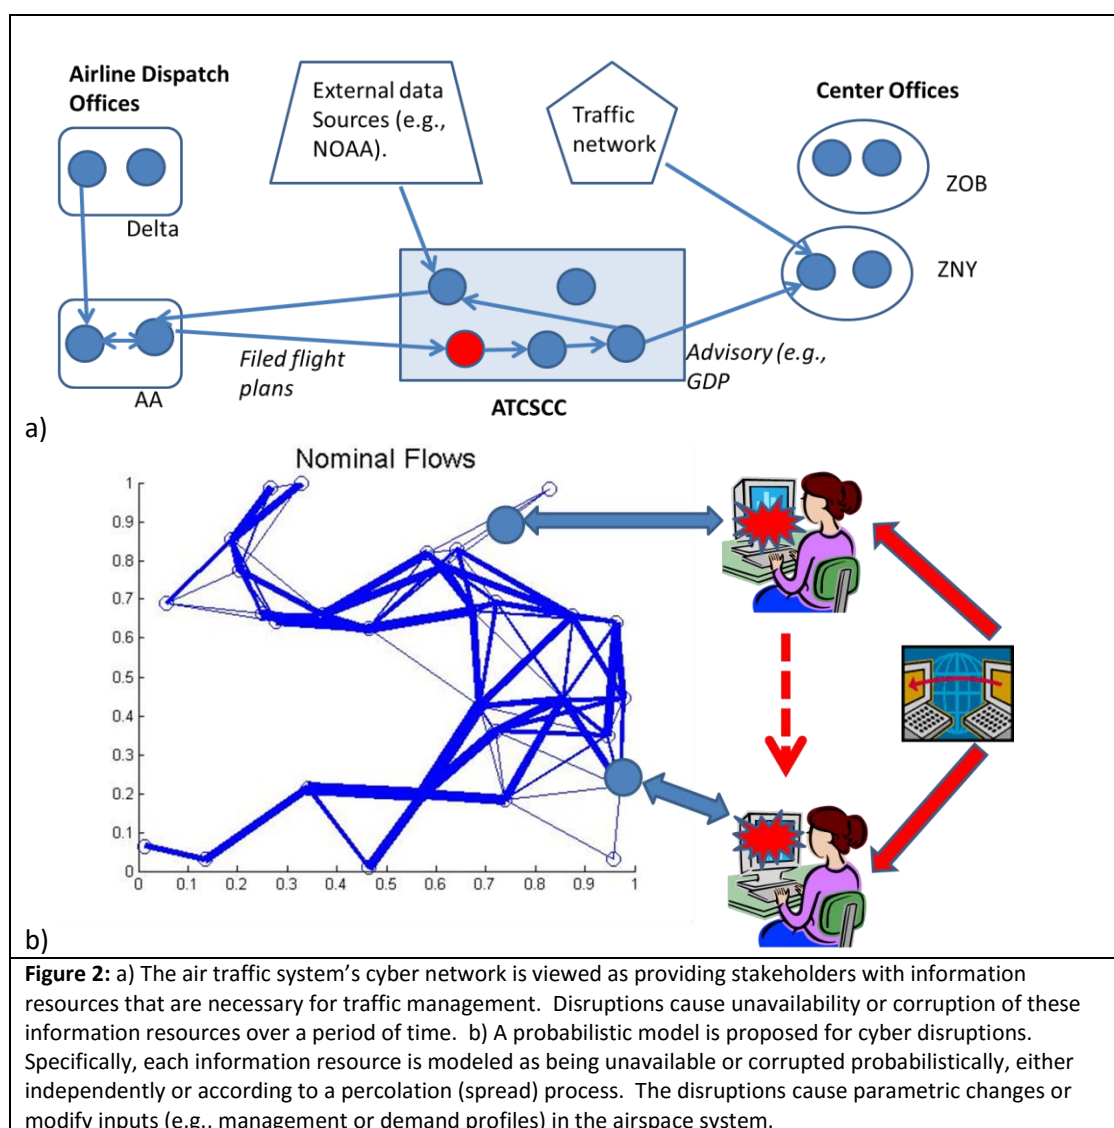 Airline Dispatch
Offices
External data
Sources (e.g.,
NOAA).
Traffic
network
Center Offices
ZOB
Delta
ZNY
Filed flight
plans
Advisory (e.g.,
GDP
AA
ATCSCC
a)
Nominal Flows
1
0.9
0.8
0.7
0.6
0.5
0.4
0.3
0.2
0.1
0
0 0.1 0.2 0.3 0.4 0.5 0.6 0.7 0.8 0.9 1
b)
Figure 2: a) The air traffic system’s cyber network is viewed as providing stakeholders with information
resources that are necessary for traffic management. Disruptions cause unavailability or corruption of these
information resources over a period of time. b) A probabilistic model is proposed for cyber disruptions.
Specifically, each information resource is modeled as being unavailable or corrupted probabilistically, either
independently or according to a percolation (spread) process. The disruptions cause parametric changes or
modify inputs (e.g., management or demand profiles) in the airspace system.